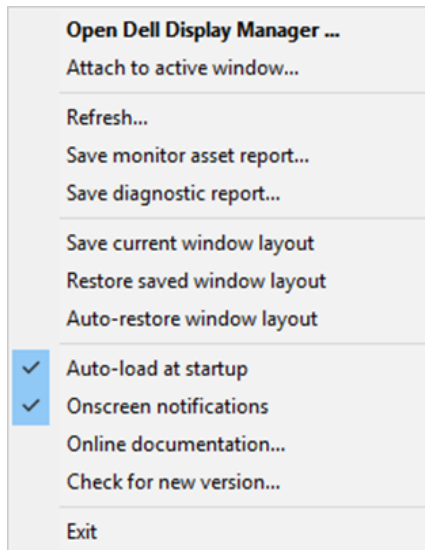 Open Dell Display Manager ...
Attach to active window...
Refresh...
Save monitor asset report...
Save diagnostic report...
Save current window layout
Restore saved window layout
Auto-restore window layout
Auto-load at startup
Onscreen notifications
Online documentation...
Check for new version...
Exit